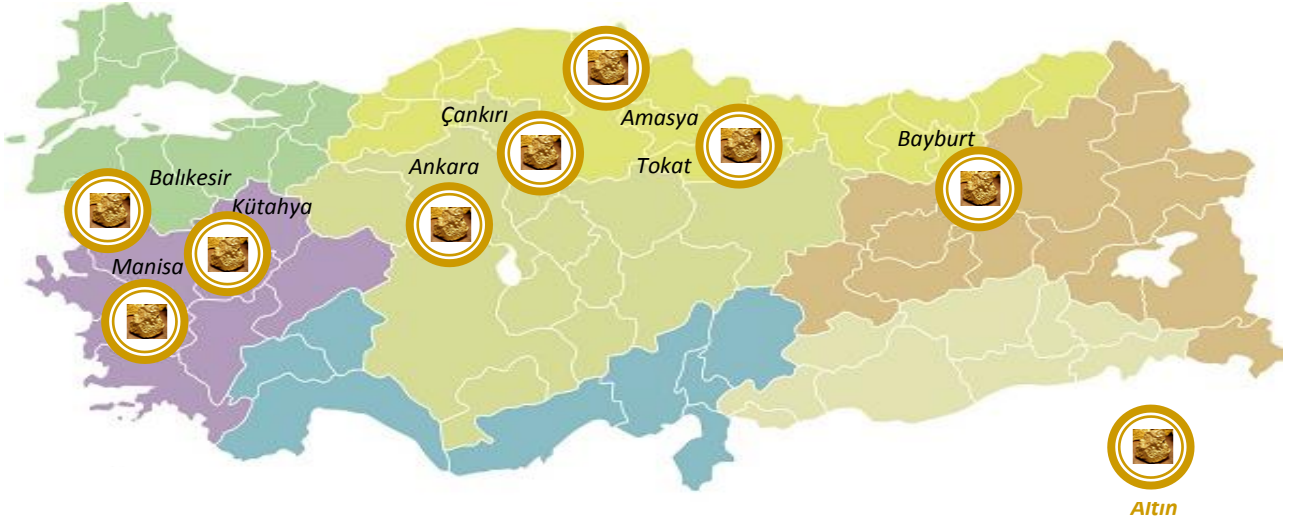 Çankırı
Amasya
Bayburt
Balıkesir
Ankara
Tokat
Kütahya
Manisa
Altın